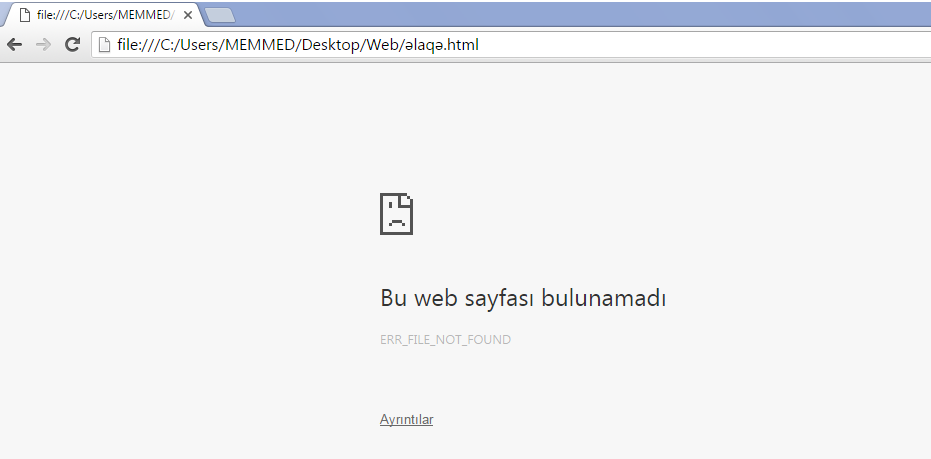 file:///C:/Users/MEMMED/
file:///C:/Users/MEMMED/Desktop/Web/əlaqə.html
Bu web sayfası bulunamadı
ERR_FILE_NOT_FOUND
Ayrıntılar